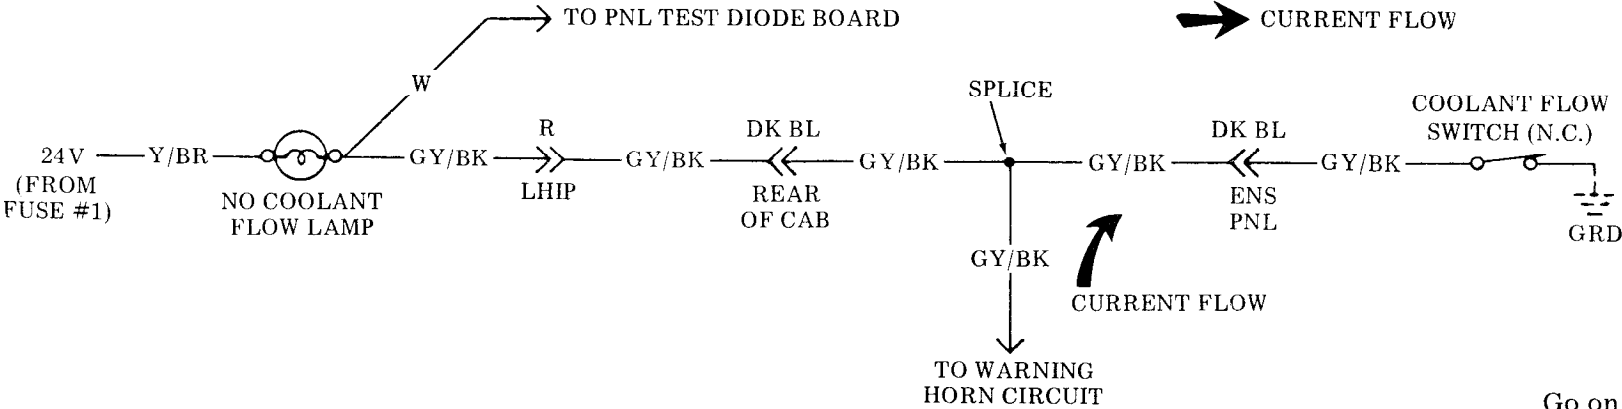 TO PNL TEST DIODE BOARD
CURRENT FLOW
W
SPLICE
COOLANT FLOW
SWITCH (N.C.)
24V
(FROM
FUSE #1)
Y/BR
NO COOLANT
FLOW LAMP
GY/BK
R
LHIP
GY/BK
DK BL
REAR
OF CAB
GY/BK
GY/BK
DK BL
ENS
PNL
GY/BK
GRD
GY/BK
CURRENT FLOW
TO WARNING
HORN CIRCUIT
Go on